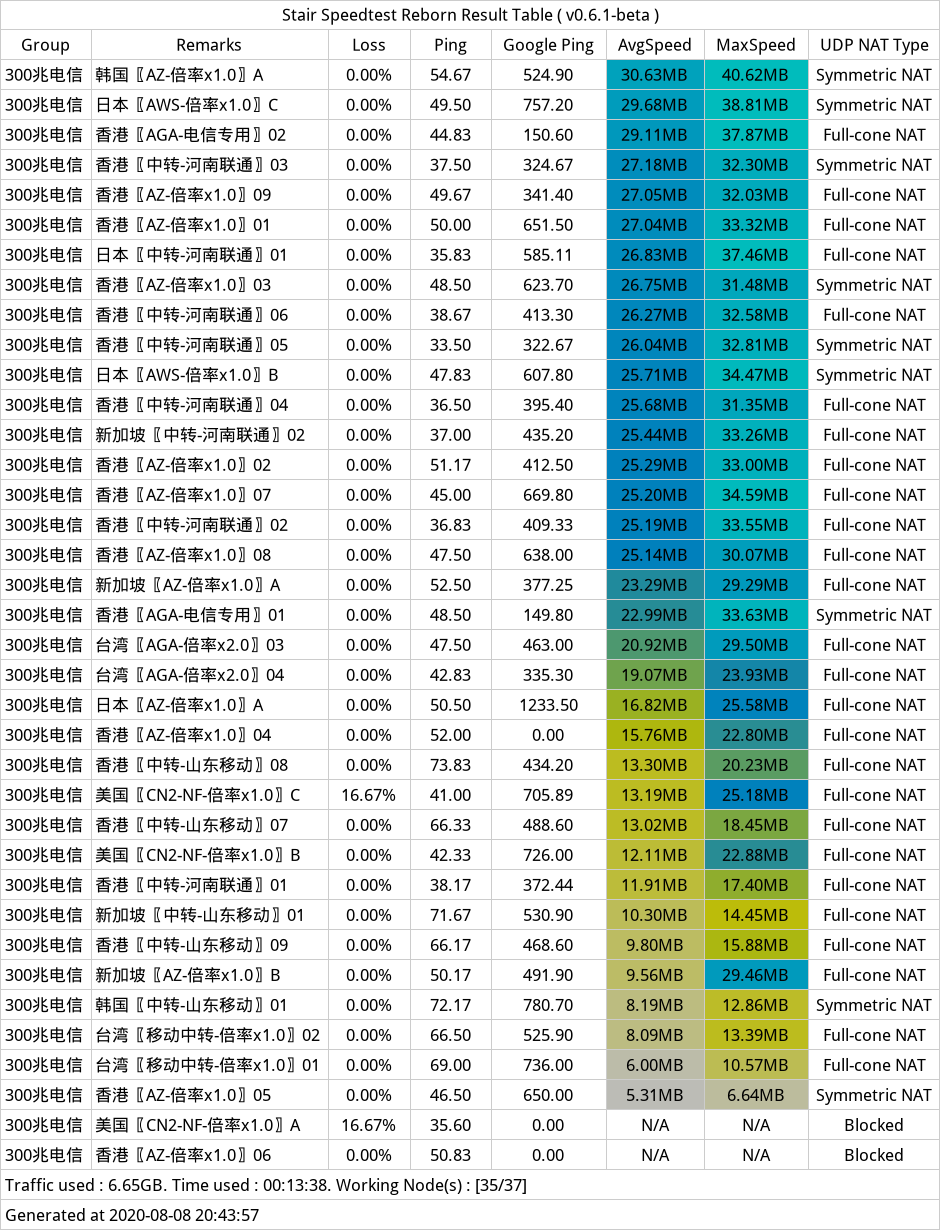 Stair Speedtest Reborn Result Table ( v0.6.1-beta )
Group Remarks Loss Ping Google Ping AvgSpeed MaxSpeed UDP NAT Type
300兆电信 韩国〖AZ-倍率x1.0〗A 0.00% 54.67 524.90 30.63MB 40.62MB Symmetric NAT
300兆电信 日本〖AWS-倍率x1.0〗C 0.00% 49.50 757.20 29.68MB 38.81MB Symmetric NAT
300兆电信 香港〖AGA-电信专用〗02 0.00% 44.83 150.60 29.11MB 37.87MB Full-cone NAT
300兆电信 香港〖中转-河南联通〗03 0.00% 37.50 324.67 27.18MB 32.30MB Symmetric NAT
300兆电信 香港〖AZ-倍率x1.0〗09 0.00% 49.67 341.40 27.05MB 32.03MB Full-cone NAT
300兆电信 香港〖AZ-倍率x1.0〗01 0.00% 50.00 651.50 27.04MB 33.32MB Full-cone NAT
300兆电信 日本〖中转-河南联通〗01 0.00% 35.83 585.11 26.83MB 37.46MB Full-cone NAT
300兆电信 香港〖AZ-倍率x1.0〗03 0.00% 48.50 623.70 26.75MB 31.48MB Symmetric NAT
300兆电信 香港〖中转-河南联通〗06 0.00% 38.67 413.30 26.27MB 32.58MB Full-cone NAT
300兆电信 香港〖中转-河南联通〗05 0.00% 33.50 322.67 26.04MB 32.81MB Symmetric NAT
300兆电信 日本〖AWS-倍率x1.0〗B 0.00% 47.83 607.80 25.71MB 34.47MB Symmetric NAT
300兆电信 香港〖中转-河南联通〗04 0.00% 36.50 395.40 25.68MB 31.35MB Full-cone NAT
300兆电信 新加坡〖中转-河南联通〗02 0.00% 37.00 435.20 25.44MB 33.26MB Full-cone NAT
300兆电信 香港〖AZ-倍率x1.0〗02 0.00% 51.17 412.50 25.29MB 33.00MB Full-cone NAT
300兆电信 香港〖AZ-倍率x1.0〗07 0.00% 45.00 669.80 25.20MB 34.59MB Full-cone NAT
300兆电信 香港〖中转-河南联通〗02 0.00% 36.83 409.33 25.19MB 33.55MB Full-cone NAT
300兆电信 香港〖AZ-倍率x1.0〗08 0.00% 47.50 638.00 25.14MB 30.07MB Full-cone NAT
300兆电信 新加坡〖AZ-倍率x1.0〗A 0.00% 52.50 377.25 23.29MB 29.29MB Full-cone NAT
300兆电信 香港〖AGA-电信专用〗01 0.00% 48.50 149.80 22.99MB 33.63MB Symmetric NAT
300兆电信 台湾〖AGA-倍率x2.0〗03 0.00% 47.50 463.00 20.92MB 29.50MB Full-cone NAT
300兆电信 台湾〖AGA-倍率x2.0〗04 0.00% 42.83 335.30 19.07MB 23.93MB Full-cone NAT
300兆电信 日本〖AZ-倍率x1.0〗A 0.00% 50.50 1233.50 16.82MB 25.58MB Full-cone NAT
300兆电信 香港〖AZ-倍率x1.0〗04 0.00% 52.00 0.00 15.76MB 22.80MB Full-cone NAT
300兆电信 香港〖中转-山东移动〗08 0.00% 73.83 434.20 13.30MB 20.23MB Full-cone NAT
300兆电信 美国〖CN2-NF-倍率x1.0〗C 16.67% 41.00 705.89 13.19MB 25.18MB Full-cone NAT
300兆电信 香港〖中转-山东移动〗07 0.00% 66.33 488.60 13.02MB 18.45MB Full-cone NAT
300兆电信 美国〖CN2-NF-倍率x1.0〗B 0.00% 42.33 726.00 12.11MB 22.88MB Full-cone NAT
300兆电信 香港〖中转-河南联通〗01 0.00% 38.17 372.44 11.91MB 17.40MB Full-cone NAT
300兆电信 新加坡〖中转-山东移动〗01 0.00% 71.67 530.90 10.30MB 14.45MB Full-cone NAT
300兆电信 香港〖中转-山东移动〗09 0.00% 66.17 468.60 9.80MB 15.88MB Full-cone NAT
300兆电信 新加坡〖AZ-倍率x1.0〗B 0.00% 50.17 491.90 9.56MB 29.46MB Full-cone NAT
300兆电信 韩国〖中转-山东移动〗01 0.00% 72.17 780.70 8.19MB 12.86MB Symmetric NAT
300兆电信 台湾〖移动中转-倍率x1.0〗02 0.00% 66.50 525.90 8.09MB 13.39MB Full-cone NAT
300兆电信 台湾〖移动中转-倍率x1.0〗01 0.00% 69.00 736.00 6.00MB 10.57MB Full-cone NAT
300兆电信 香港〖AZ-倍率x1.0〗05 0.00% 46.50 650.00 5.31MB 6.64MB Symmetric NAT
300兆电信 美国〖CN2-NF-倍率x1.0〗A 16.67% 35.60 0.00 N/A N/A Blocked
300兆电信 香港〖AZ-倍率x1.0〗06 0.00% 50.83 0.00 N/A N/A Blocked
Traffic used : 6.65GB. Time used : 00:13:38. Working Node(s) : [35/37]
Generated at 2020-08-08 20:43:57